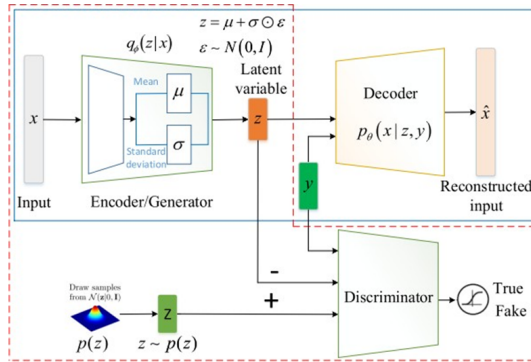 z = μ + σ ⊙ ε
q_ϕ(z|x)
ε ~ N(0, I)
Latent
variable
Mean
μ
x
z
Decoder
p_θ(x | z, y)
x̂
σ
Standard
deviation
y
Input
Encoder/Generator
Reconstructed
input
Draw samples
from N(z|0, I)
-
+
Z
Discriminator
True
Fake
p(z)
z ~ p(z)